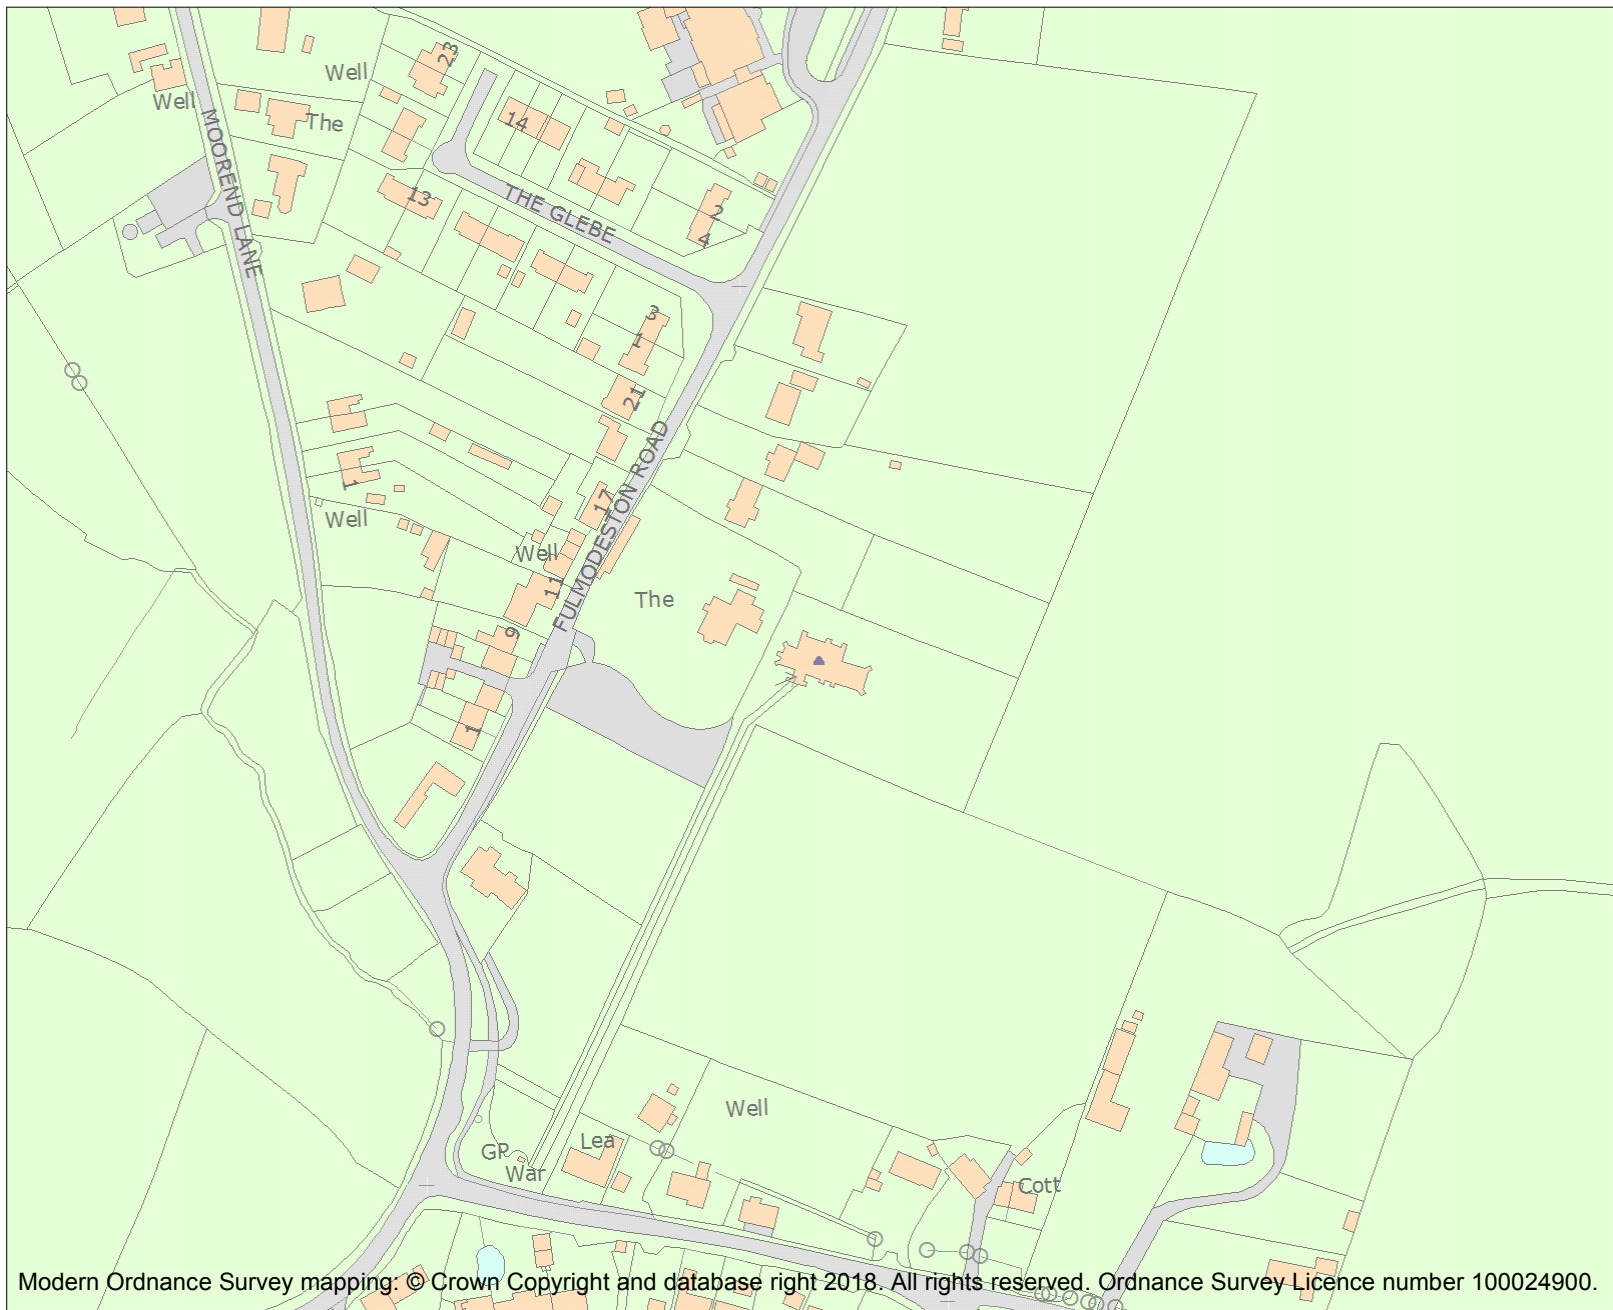 23
Well
Well
The
MOOREND LANE
14
13
THE GLEBE
2
4
3
1
21
FULMODESTON ROAD
17
1
Well
Well
11
The
9
1
Well
GP
Lea
War
Cott
Modern Ordnance Survey mapping: © Crown Copyright and database right 2018. All rights reserved. Ordnance Survey Licence number 100024900.